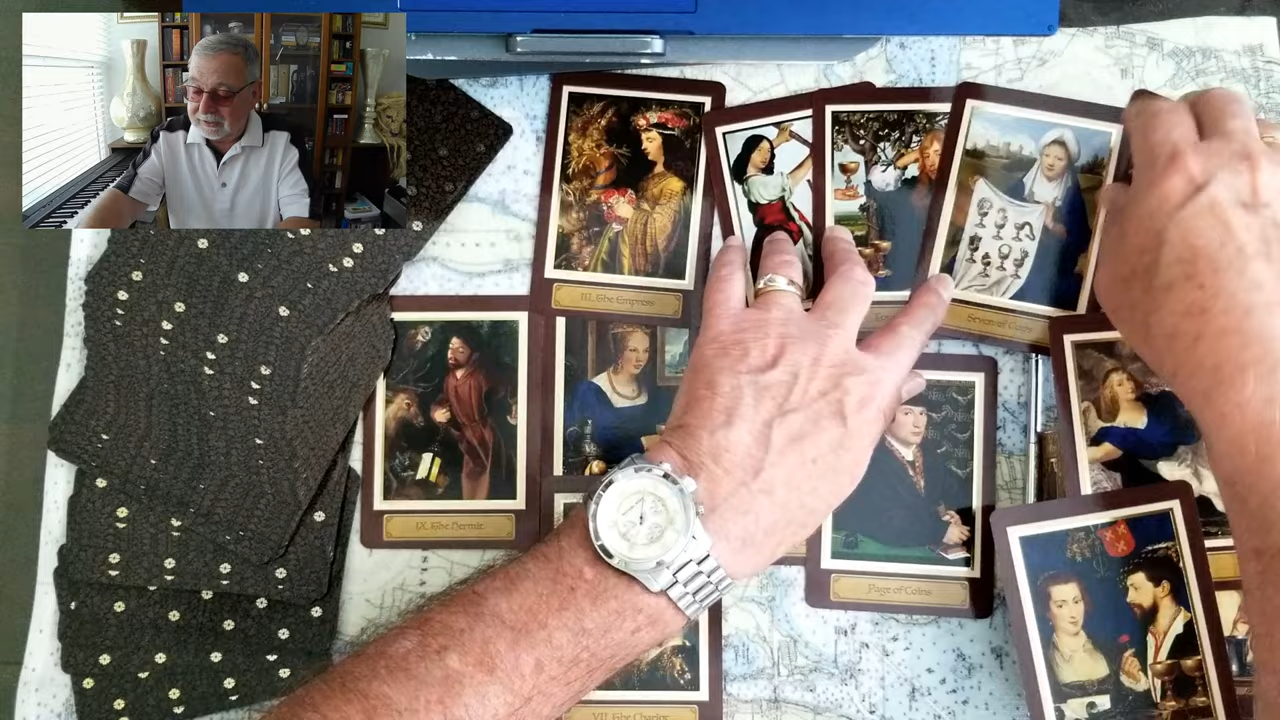 III. The Empress
Seven of Cups
IX. The Hermit
Page of Coins
VII. The Chariot